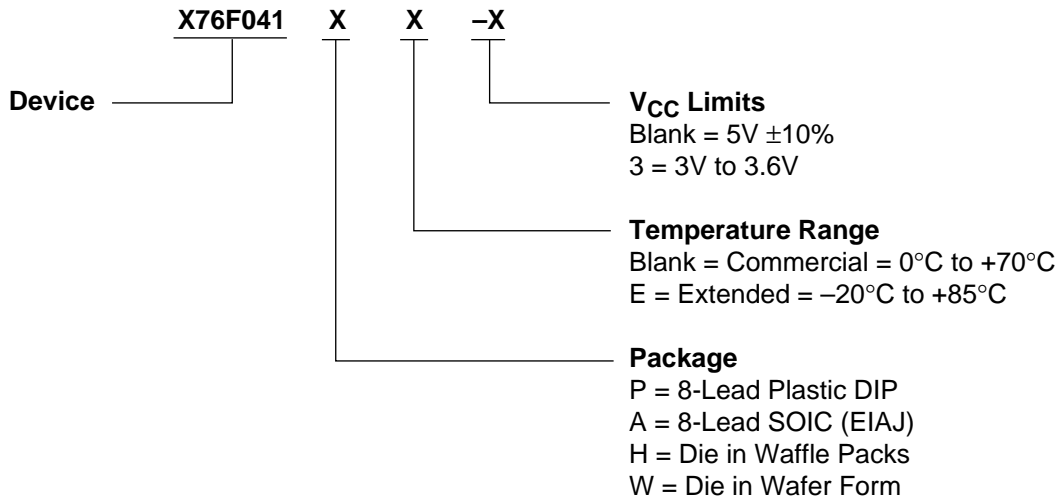 X76F041 X X –X
Device
VCC Limits
Blank = 5V ±10%
3 = 3V to 3.6V
Temperature Range
Blank = Commercial = 0°C to +70°C
E = Extended = –20°C to +85°C
Package
P = 8-Lead Plastic DIP
A = 8-Lead SOIC (EIAJ)
H = Die in Waffle Packs
W = Die in Wafer Form